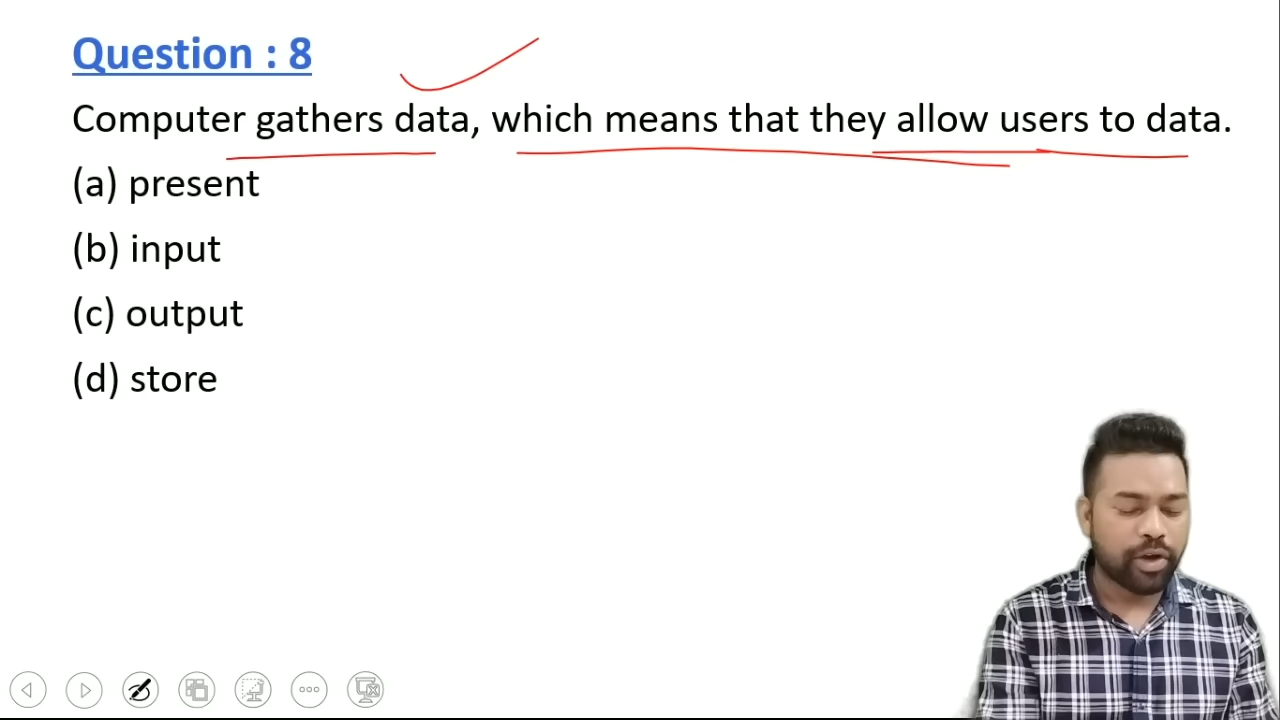 Question : 8
Computer gathers data, which means that they allow users to data.
(a) present
(b) input
(c) output
(d) store